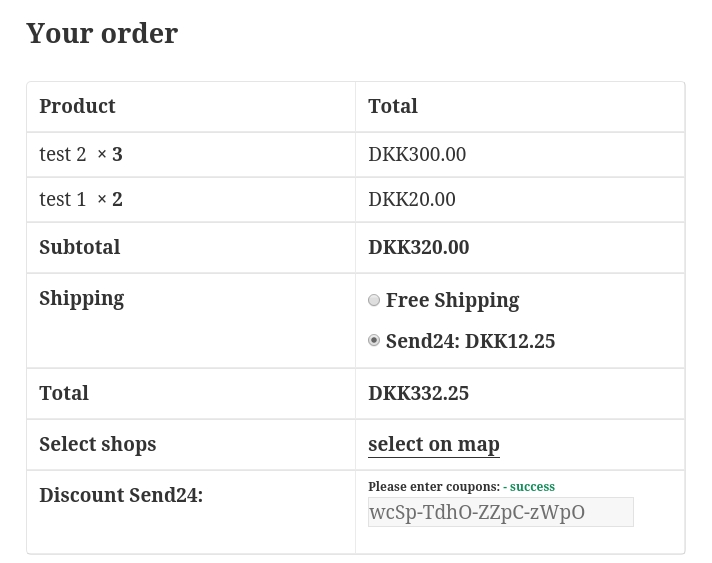 Your order
Product Total
test 2 × 3 DKK300.00
test 1 × 2 DKK20.00
Subtotal DKK320.00
Shipping Free Shipping
Send24: DKK12.25
Total DKK332.25
Select shops select on map
Discount Send24: Please enter coupons: - success
wcSp-TdhO-ZZpC-zWpO